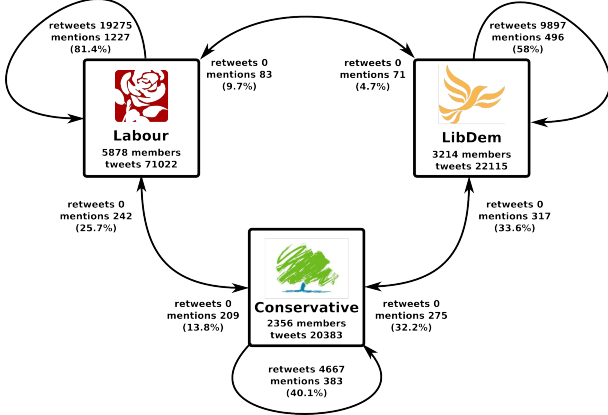 retweets 19275
mentions 1227
(81.4%)
retweets 9897
mentions 496
(58%)
retweets 0
mentions 83
(9.7%)
retweets 0
mentions 71
(4.7%)
Labour
5878 members
tweets 71022
LibDem
3214 members
tweets 22115
retweets 0
mentions 242
(25.7%)
retweets 0
mentions 317
(33.6%)
retweets 0
mentions 209
(13.8%)
Conservative
2356 members
tweets 20383
retweets 0
mentions 275
(32.2%)
retweets 4667
mentions 383
(40.1%)